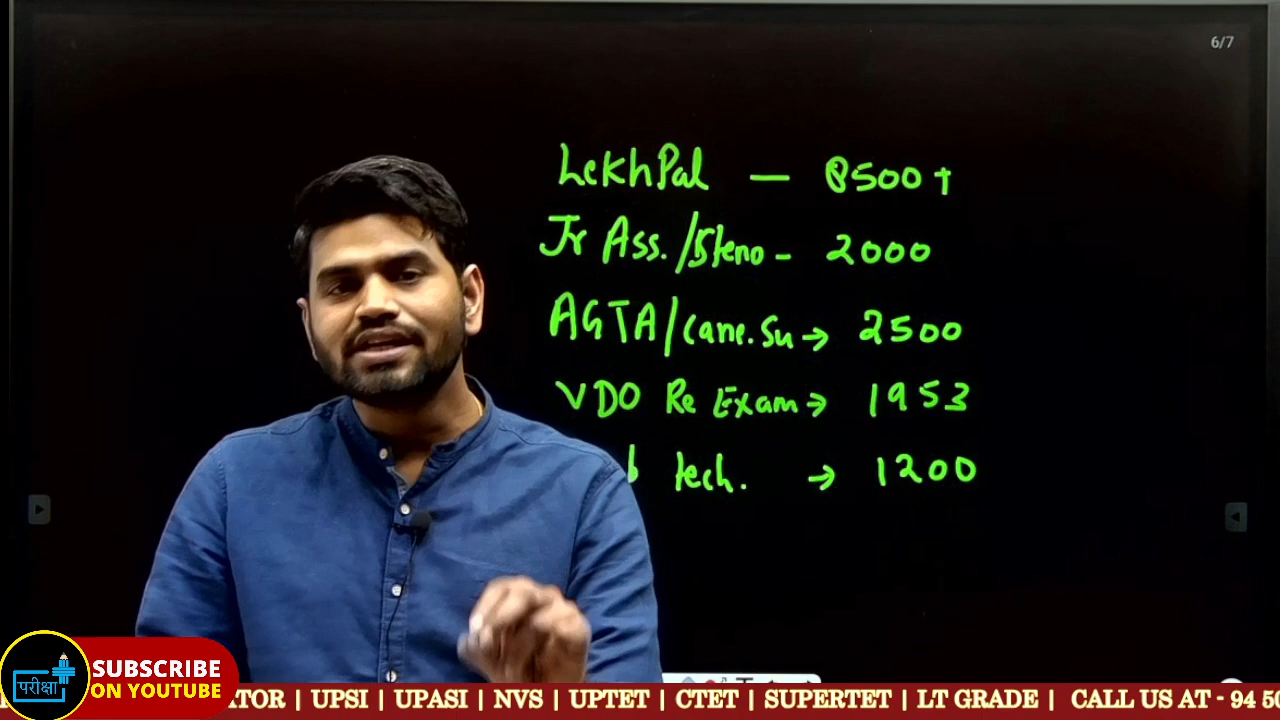 6/7
LekhPal — 8500+
Jr Ass./Steno - 2000
AGTA/Cane.Su → 2500
VDO Re Exam → 1953
b tech. → 1200
परीक्षा
SUBSCRIBE
ON YOUTUBE
TOR | UPSI | UPASI | NVS | UPTET | CTET | SUPERTET | LT GRADE | CALL US AT - 94 50